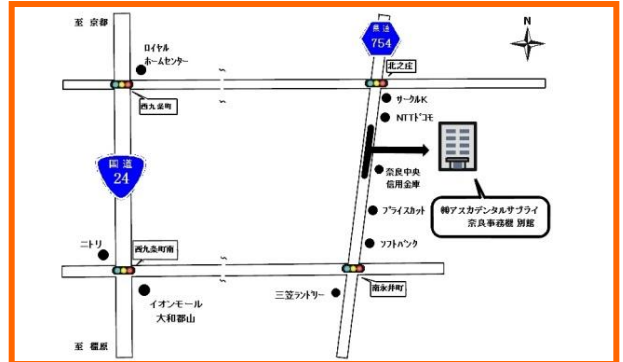 至 京都
ロイヤル
ホームセンター
県道
754
N
北之庄
西九条町
サークルK
NTTドコモ
奈良中央
信用金庫
国道
24
プライスカット
㈱アスカデンタルサプライ
奈良事務機 別館
ニトリ
西九条町南
ソフトバンク
イオンモール
大和郡山
三笠ランドリー
南永井町
至 橿原